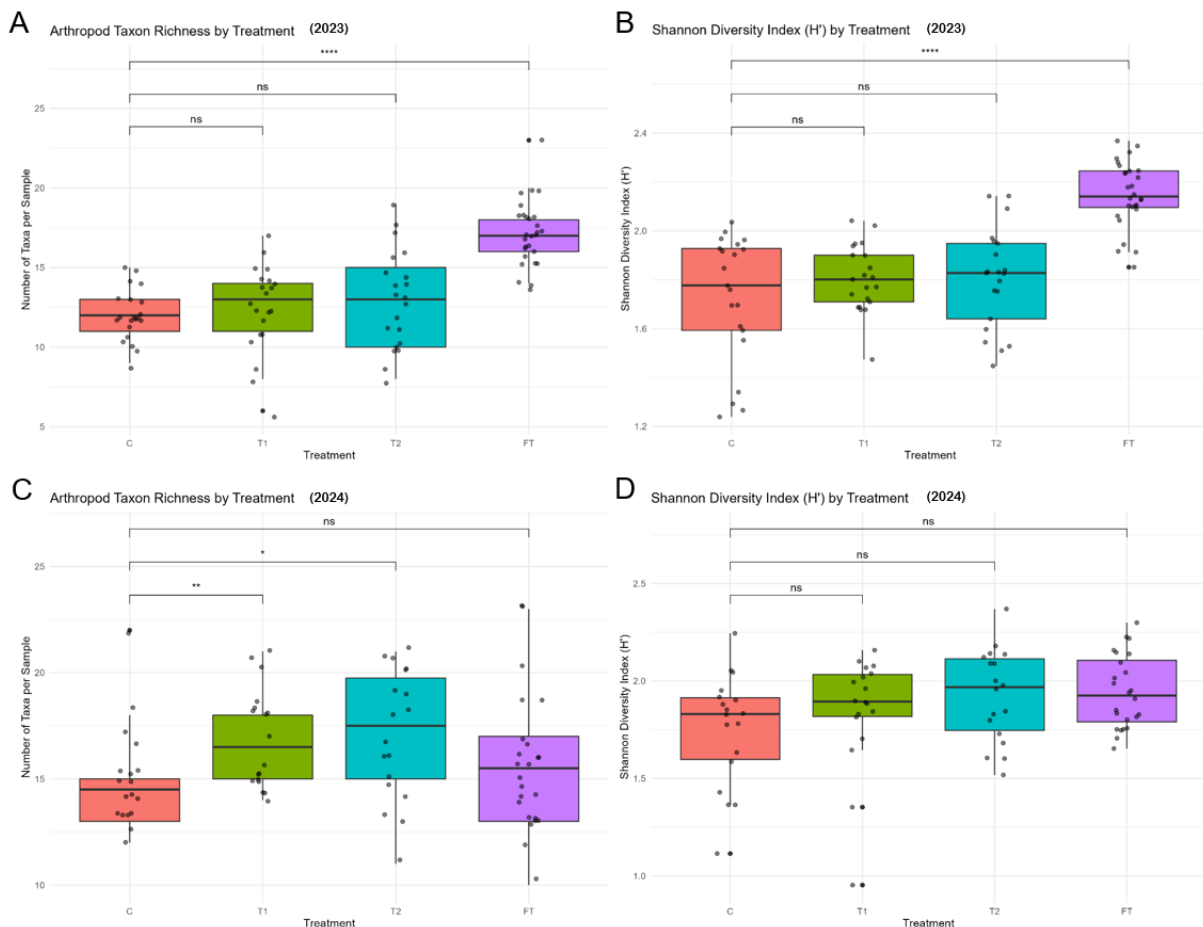 A
Arthropod Taxon Richness by Treatment (2023)
****
ns
ns
25
20
15
10
5
Number of Taxa per Sample
C T1 T2 FT
Treatment
B
Shannon Diversity Index (H') by Treatment (2023)
****
ns
ns
2.4
2.0
1.6
1.2
Shannon Diversity Index (H')
C T1 T2 FT
Treatment
C
Arthropod Taxon Richness by Treatment (2024)
ns
*
**
25
20
15
10
Number of Taxa per Sample
C T1 T2 FT
Treatment
D
Shannon Diversity Index (H') by Treatment (2024)
ns
ns
ns
2.5
2.0
1.5
1.0
Shannon Diversity Index (H')
C T1 T2 FT
Treatment